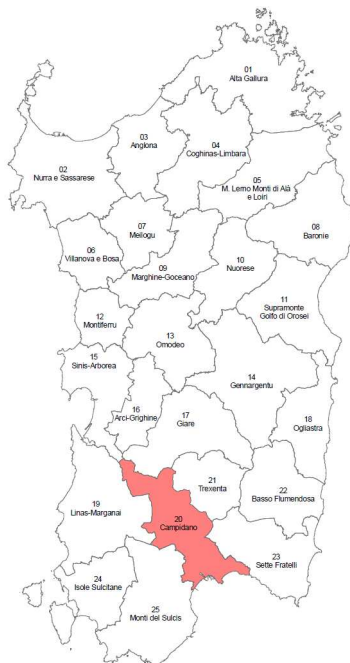 01
Alta Gallura
03
Anglona
04
Coghinas-Limbara
02
Nurra e Sassarese
05
M. Lerno Monti di Alà
e Loiri
07
Meilogu
08
Baronie
06
Villanova e Bosa
09
Marghine-Goceano
10
Nuorese
11
Supramonte
Golfo di Orosei
12
Montiferru
13
Omodeo
15
Sinis-Arborea
14
Gennargentu
16
Arci-Grighine
17
Giare
18
Ogliastra
21
Trexenta
22
Basso Flumendosa
19
Linas-Marganai
20
Campidano
23
Sette Fratelli
24
Isole Sulcitane
25
Monti del Sulcis